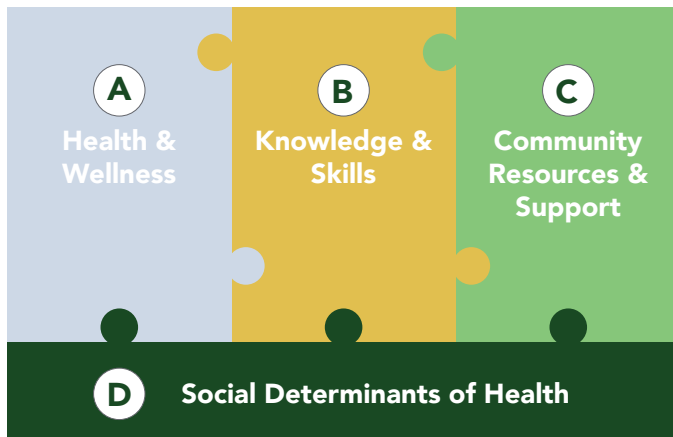 A
Health &
Wellness
B
Knowledge &
Skills
C
Community
Resources &
Support
D
Social Determinants of Health